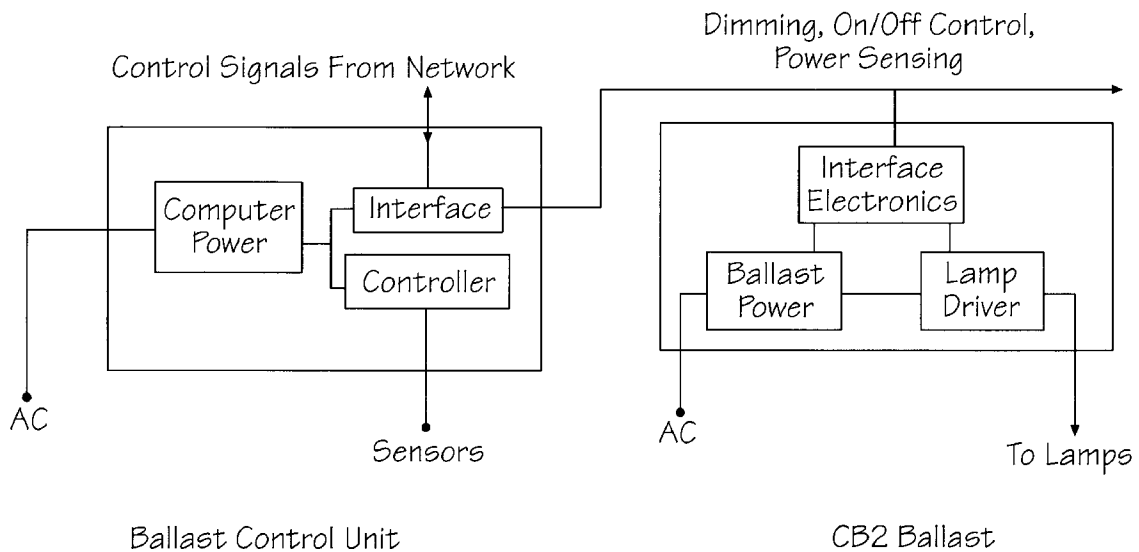 Dimming, On/Off Control,
Power Sensing
Control Signals From Network
Computer
Power
Interface
Controller
Interface
Electronics
Ballast
Power
Lamp
Driver
AC
Sensors
AC
To Lamps
Ballast Control Unit
CB2 Ballast